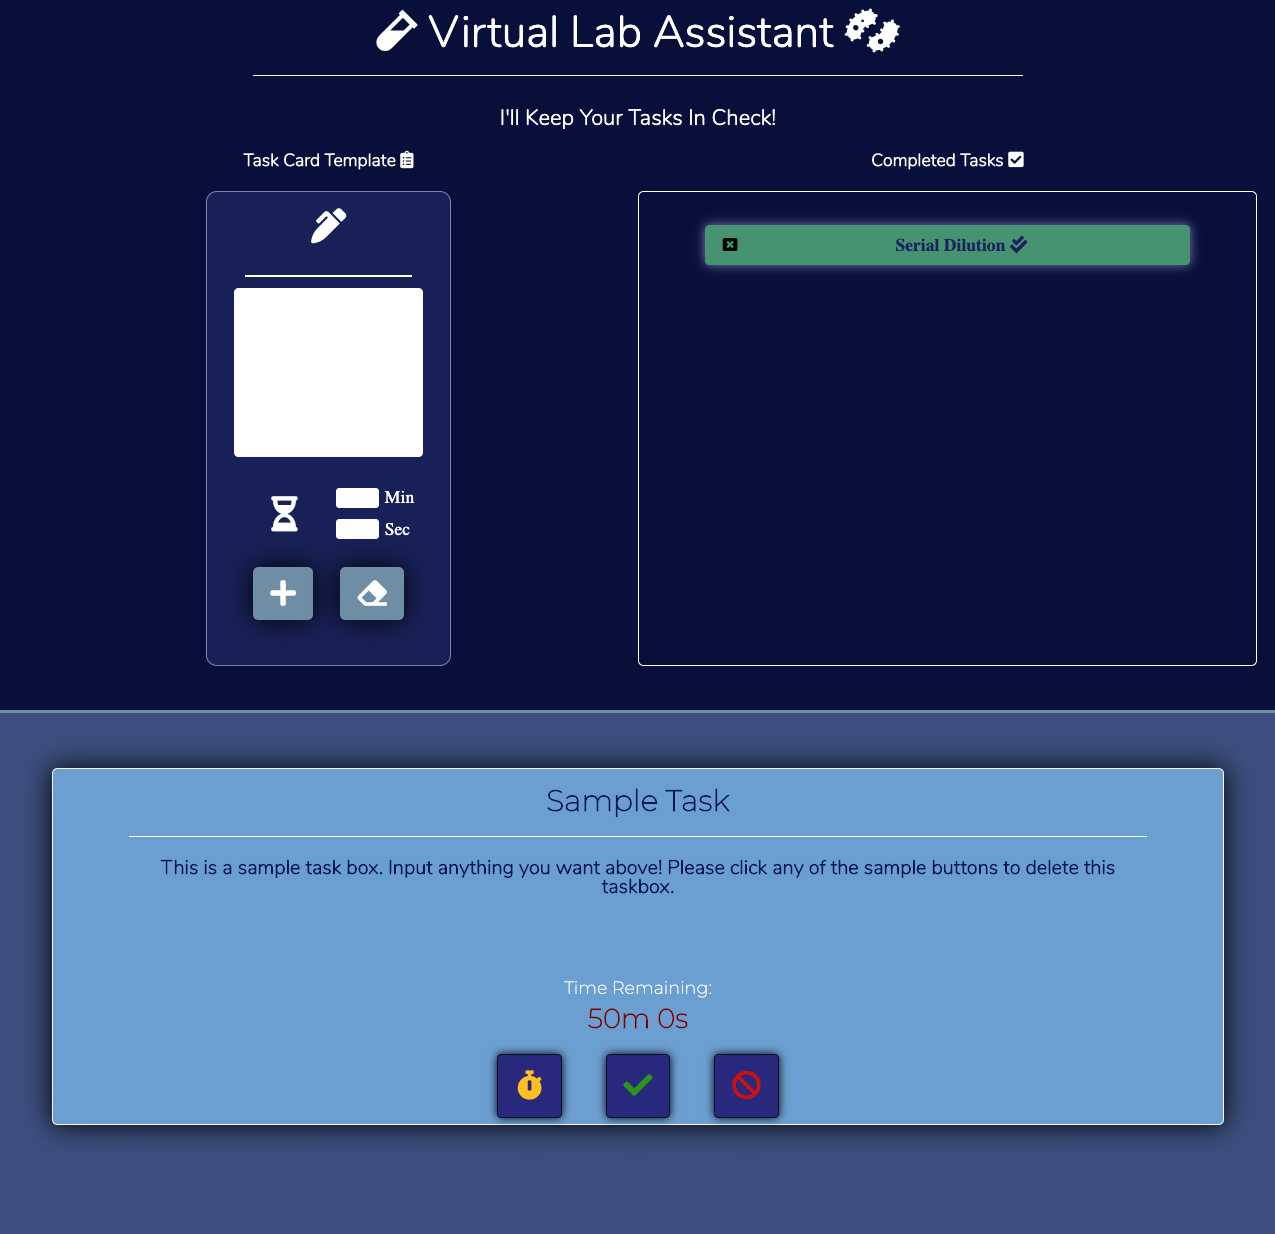 Virtual Lab Assistant
I'll Keep Your Tasks In Check!
Task Card Template
Completed Tasks
Serial Dilution
Min
Sec
Sample Task
This is a sample task box. Input anything you want above! Please click any of the sample buttons to delete this
taskbox.
Time Remaining:
50m 0s